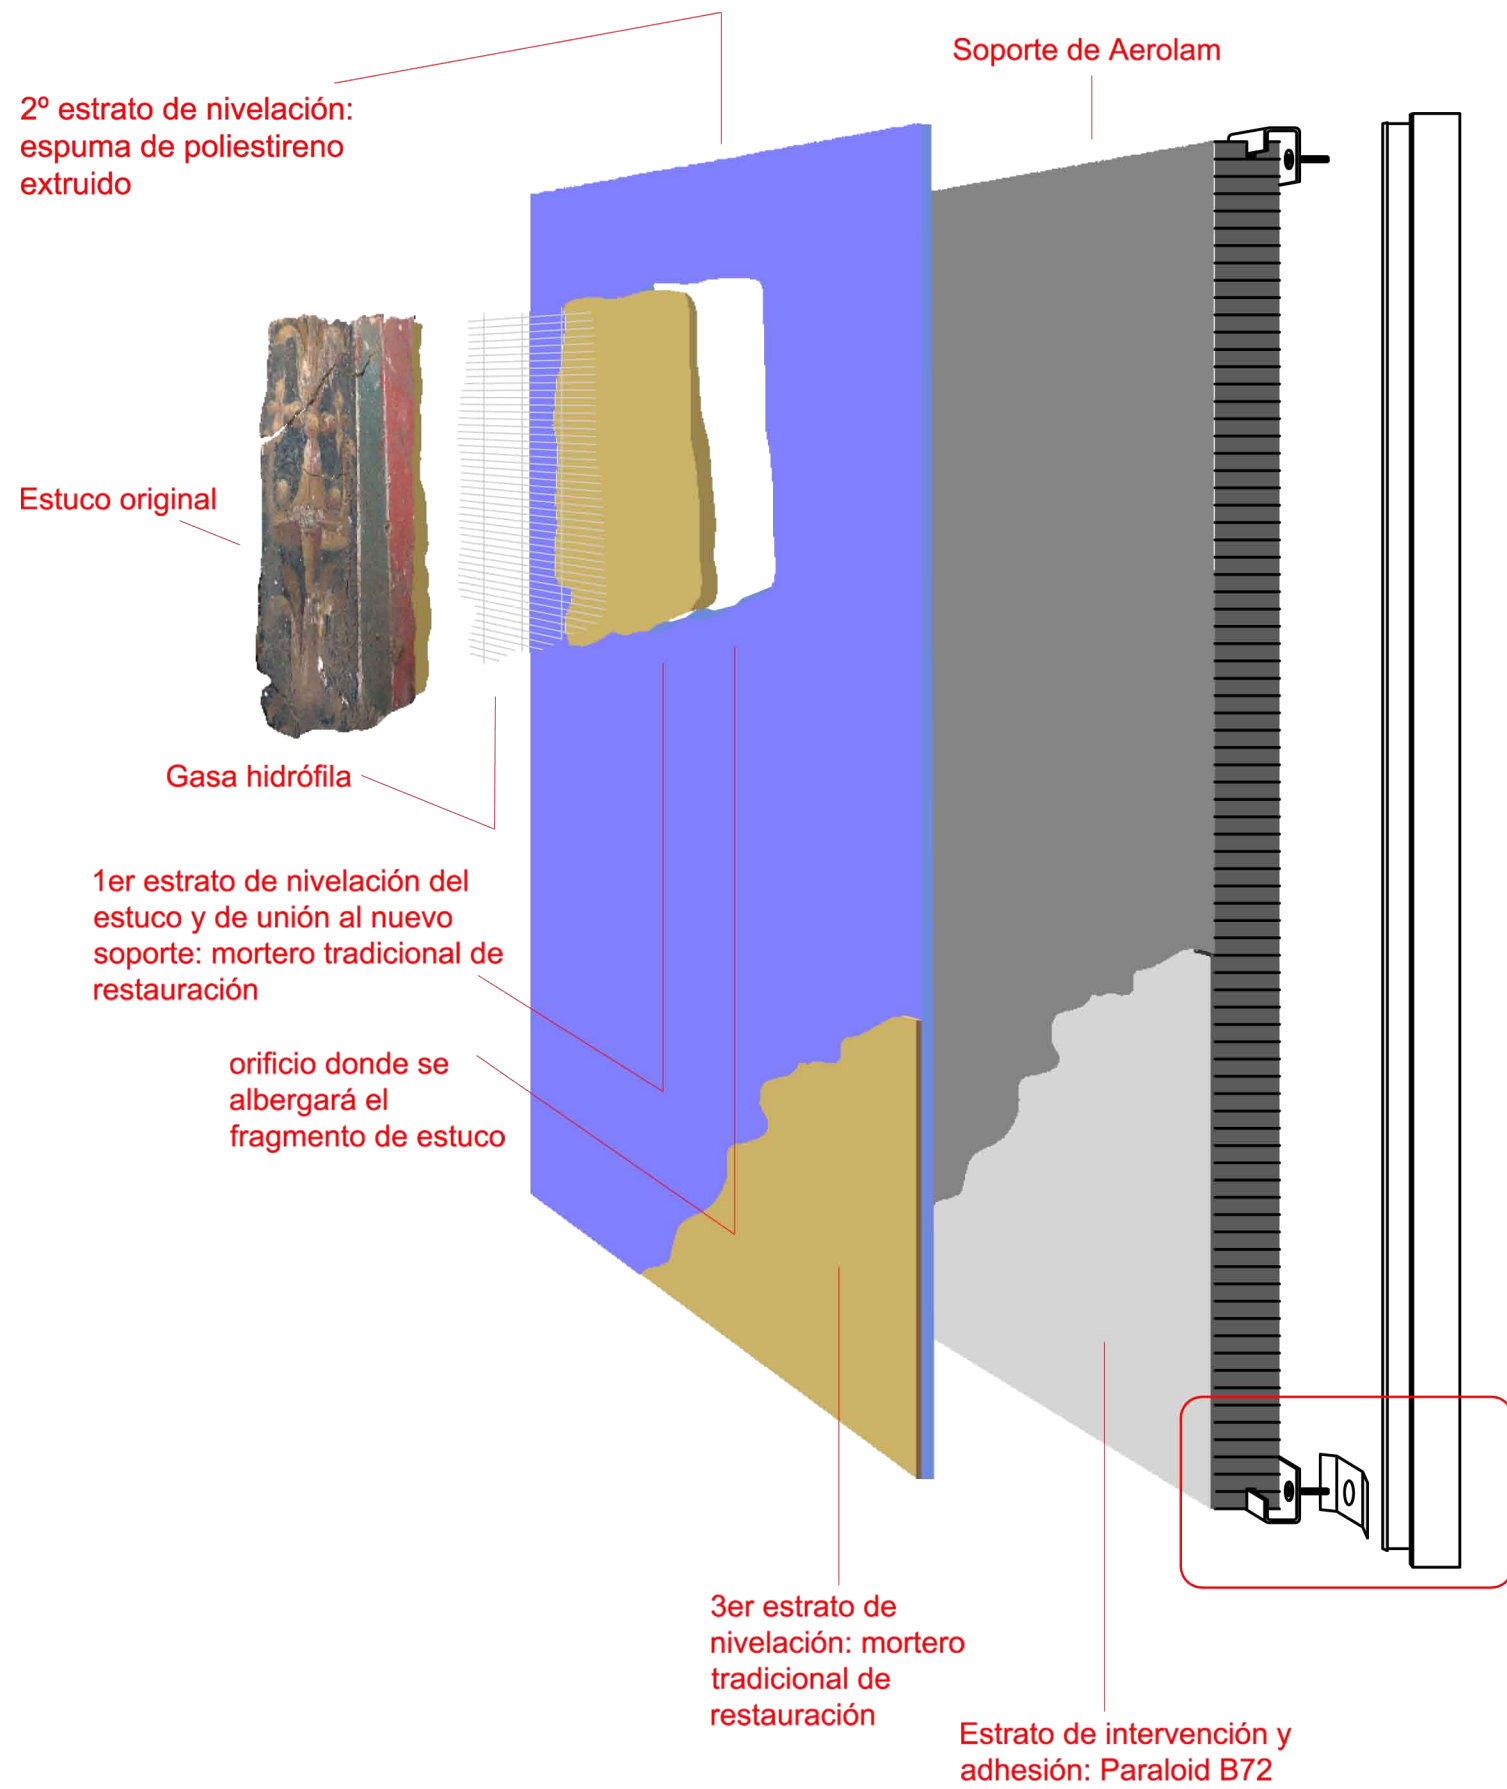 Soporte de Aerolam
2º estrato de nivelación:
espuma de poliestireno
extruido
Estuco original
Gasa hidrófila
1er estrato de nivelación del
estuco y de unión al nuevo
soporte: mortero tradicional de
restauración
orificio donde se
albergará el
fragmento de estuco
3er estrato de
nivelación: mortero
tradicional de
restauración
Estrato de intervención y
adhesión: Paraloid B72